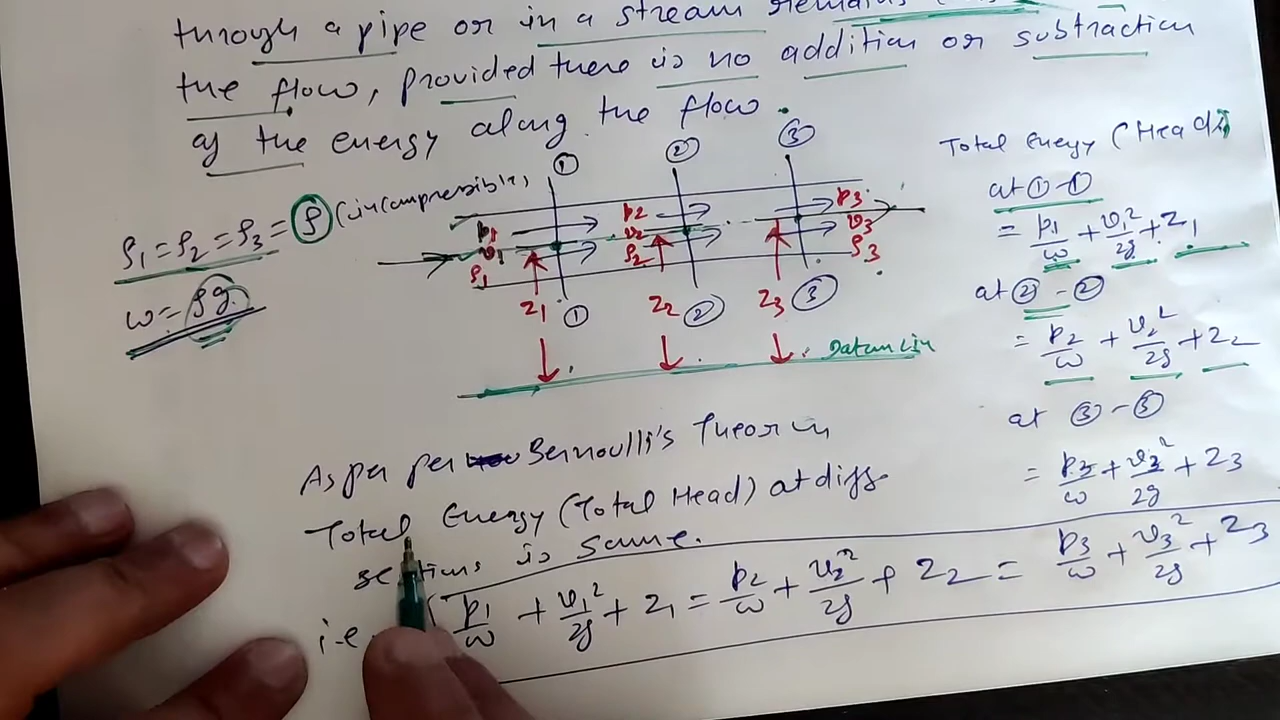 through a pipe or in a stream remains
the flow, provided there is no addition or subtraction
of the energy along the flow.
ρ1 = ρ2 = ρ3 = ρ (incompressible)
w = ρg
① ② ③
p1 p2 p3
v1 v2 v3
ρ1 ρ2 ρ3
z1 ① z2 ② z3 ③
Datum
Total Energy (Head)
at ①-①
= p1/w + v1²/2g + z1
at ②-②
= p2/w + v2²/2g + z2
at ③-③
= p3/w + v3²/2g + z3
As per per Bernoulli's
Total Energy (Total Head) at diff.
sections is same.
i.e. p1/w + v1²/2g + z1 = p2/w + v2²/2g + z2 = p3/w + v3²/2g + z3